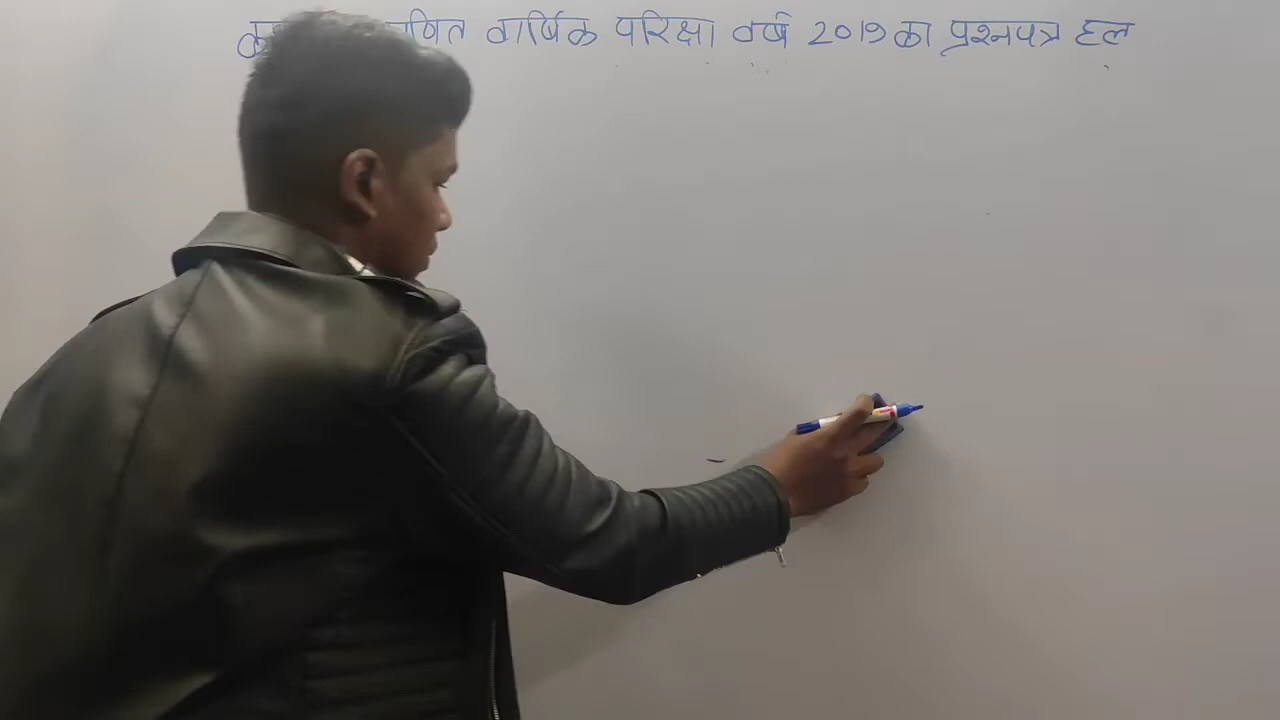 वार्षिक परिक्षा वर्ष 2019 का प्रश्नपत्र हल